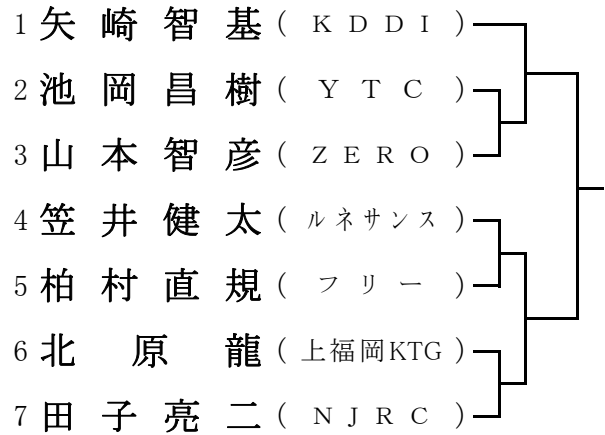 1 矢崎智基 ( KDDI )
2 池岡昌樹 ( YTC )
3 山本智彦 ( ZERO )
4 笠井健太 ( ルネサンス )
5 柏村直規 ( フリー )
6 北原龍 ( 上福岡KTG )
7 田子亮二 ( NJRC )